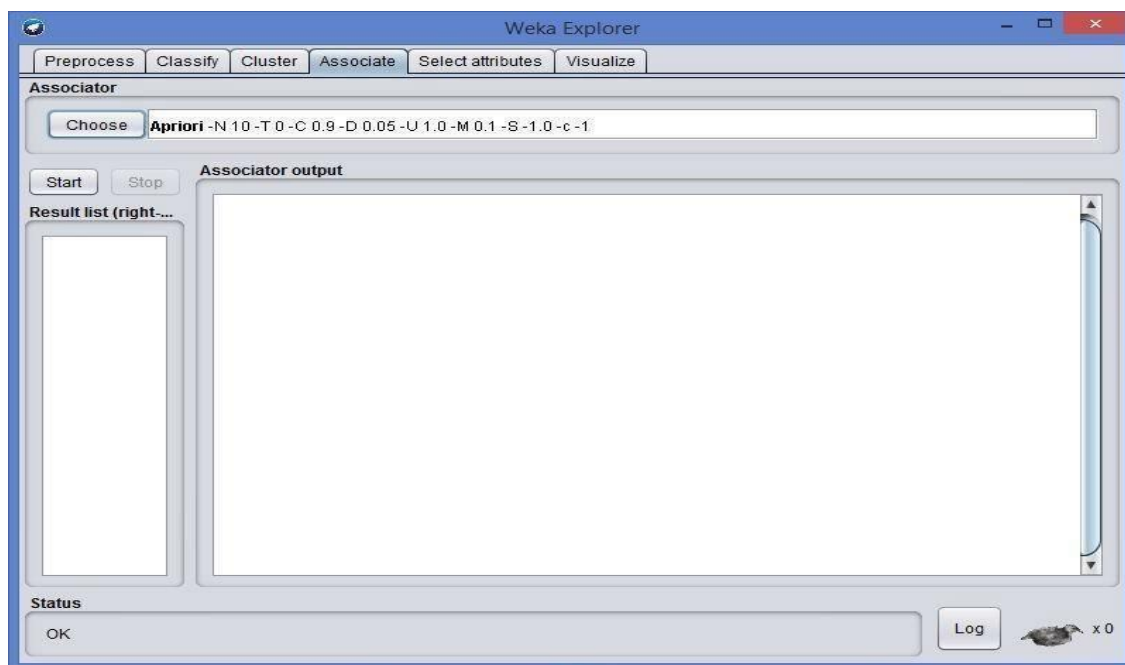 Weka Explorer
Preprocess Classify Cluster Associate Select attributes Visualize
Associator
Choose Apriori -N 10 -T 0 -C 0.9 -D 0.05 -U 1.0 -M 0.1 -S -1.0 -c -1
Start Stop
Associator output
Result list (right-...
Status
OK
Log
x 0